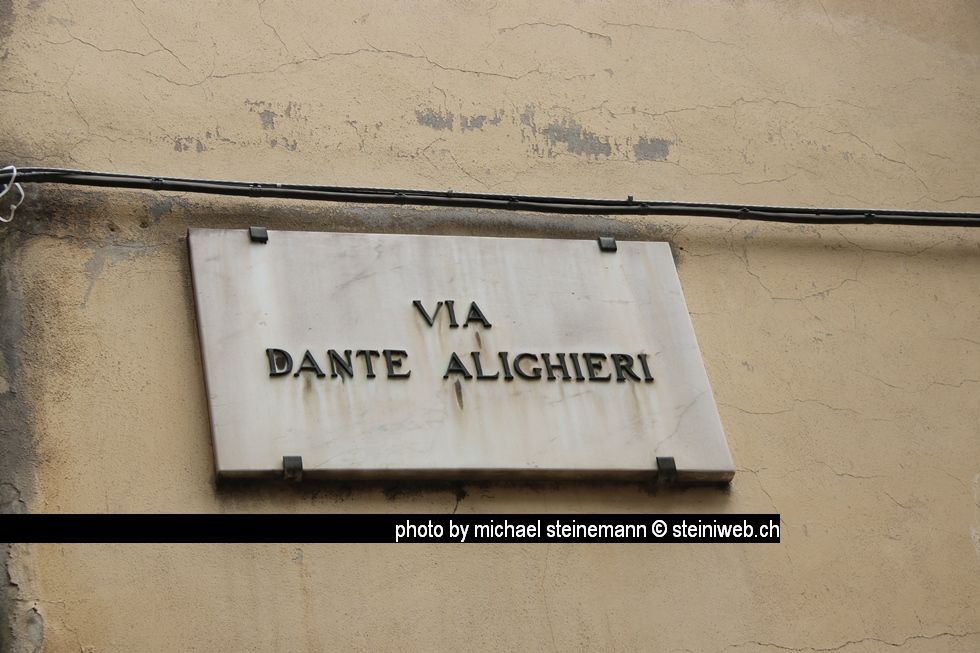 VIA
DANTE ALIGHIERI
photo by michael steinemann © steiniweb.ch